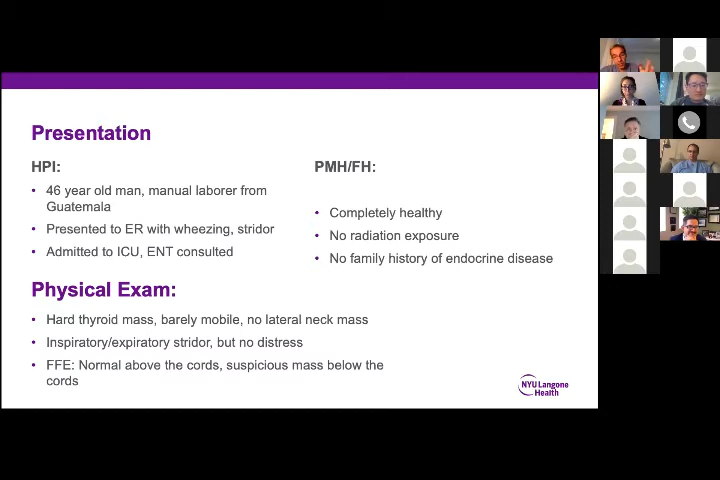 Presentation
HPI:
• 46 year old man, manual laborer from
Guatemala
• Presented to ER with wheezing, stridor
• Admitted to ICU, ENT consulted
PMH/FH:
• Completely healthy
• No radiation exposure
• No family history of endocrine disease
Physical Exam:
• Hard thyroid mass, barely mobile, no lateral neck mass
• Inspiratory/expiratory stridor, but no distress
• FFE: Normal above the cords, suspicious mass below the
cords
NYU Langone
Health